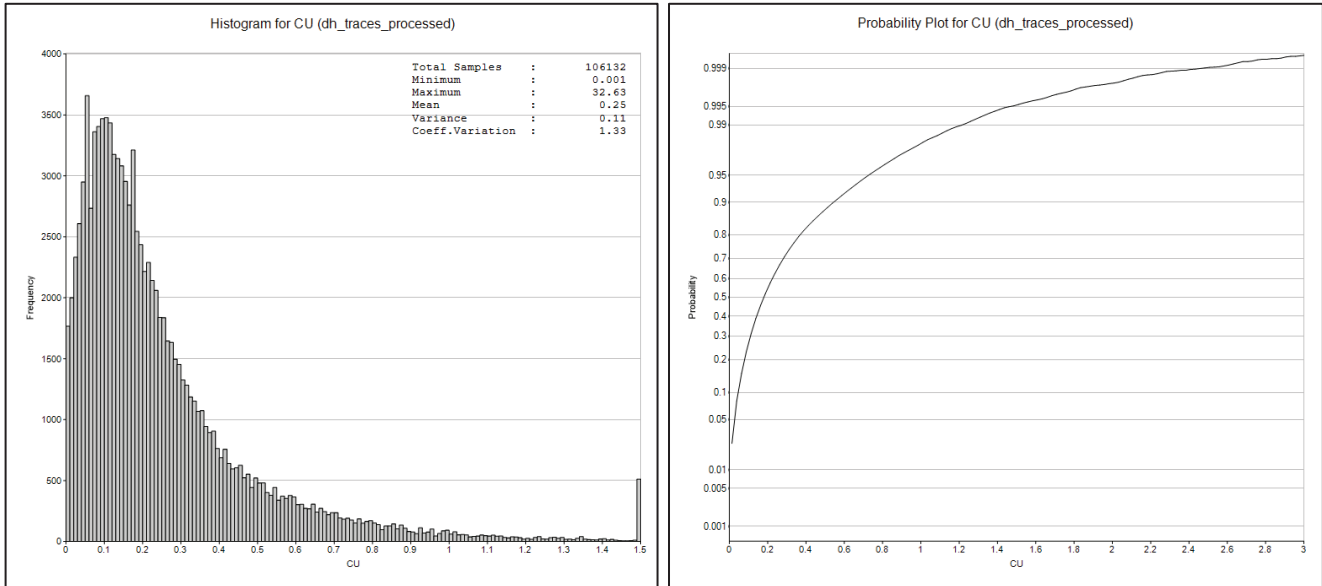 Histogram for CU (dh_traces_processed)
Total Samples : 106132
Minimum : 0.001
Maximum : 32.63
Mean : 0.25
Variance : 0.11
Coeff.Variation : 1.33
Frequency
4000
3500
3000
2500
2000
1500
1000
500
0
0 0.1 0.2 0.3 0.4 0.5 0.6 0.7 0.8 0.9 1 1.1 1.2 1.3 1.4 1.5
CU
Probability Plot for CU (dh_traces_processed)
Probability
0.999
0.995
0.99
0.95
0.9
0.8
0.7
0.6
0.5
0.4
0.3
0.2
0.1
0.05
0.01
0.005
0.001
0 0.2 0.4 0.6 0.8 1 1.2 1.4 1.6 1.8 2 2.2 2.4 2.6 2.8 3
CU